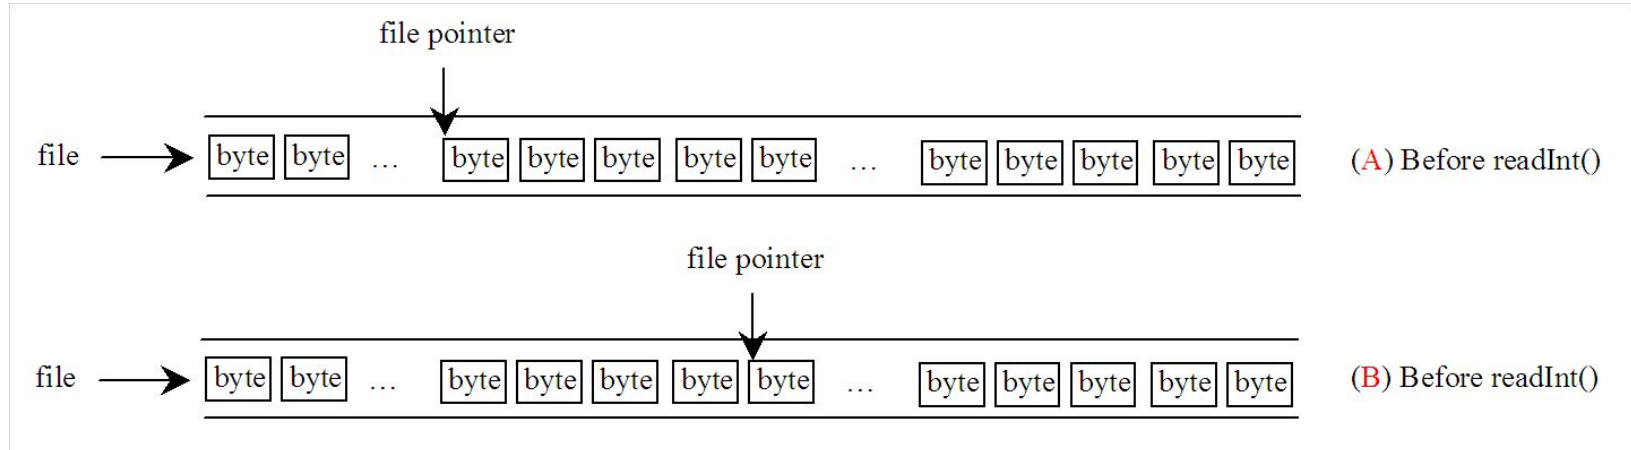 file pointer
file byte byte ... byte byte byte byte byte ... byte byte byte byte byte (A) Before readInt()
file pointer
file byte byte ... byte byte byte byte byte ... byte byte byte byte byte (B) Before readInt()